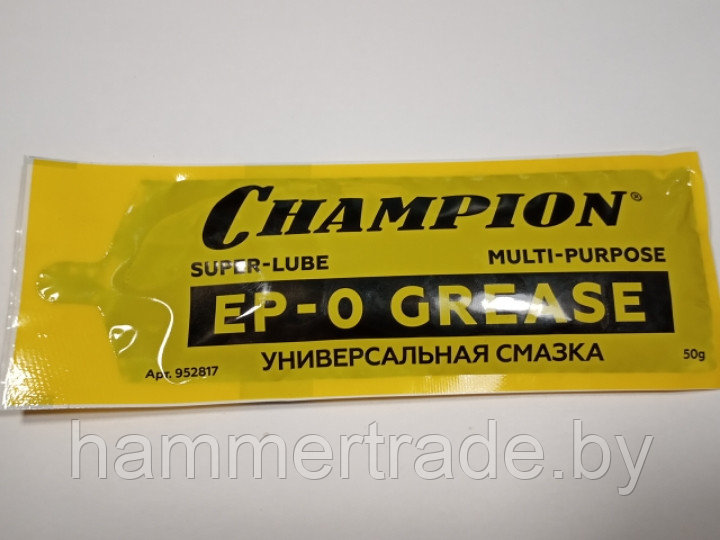 CHAMPION®
SUPER-LUBE MULTI-PURPOSE
EP-0 GREASE
УНИВЕРСАЛЬНАЯ СМАЗКА
Арт. 952817 50g
hammertrade.by